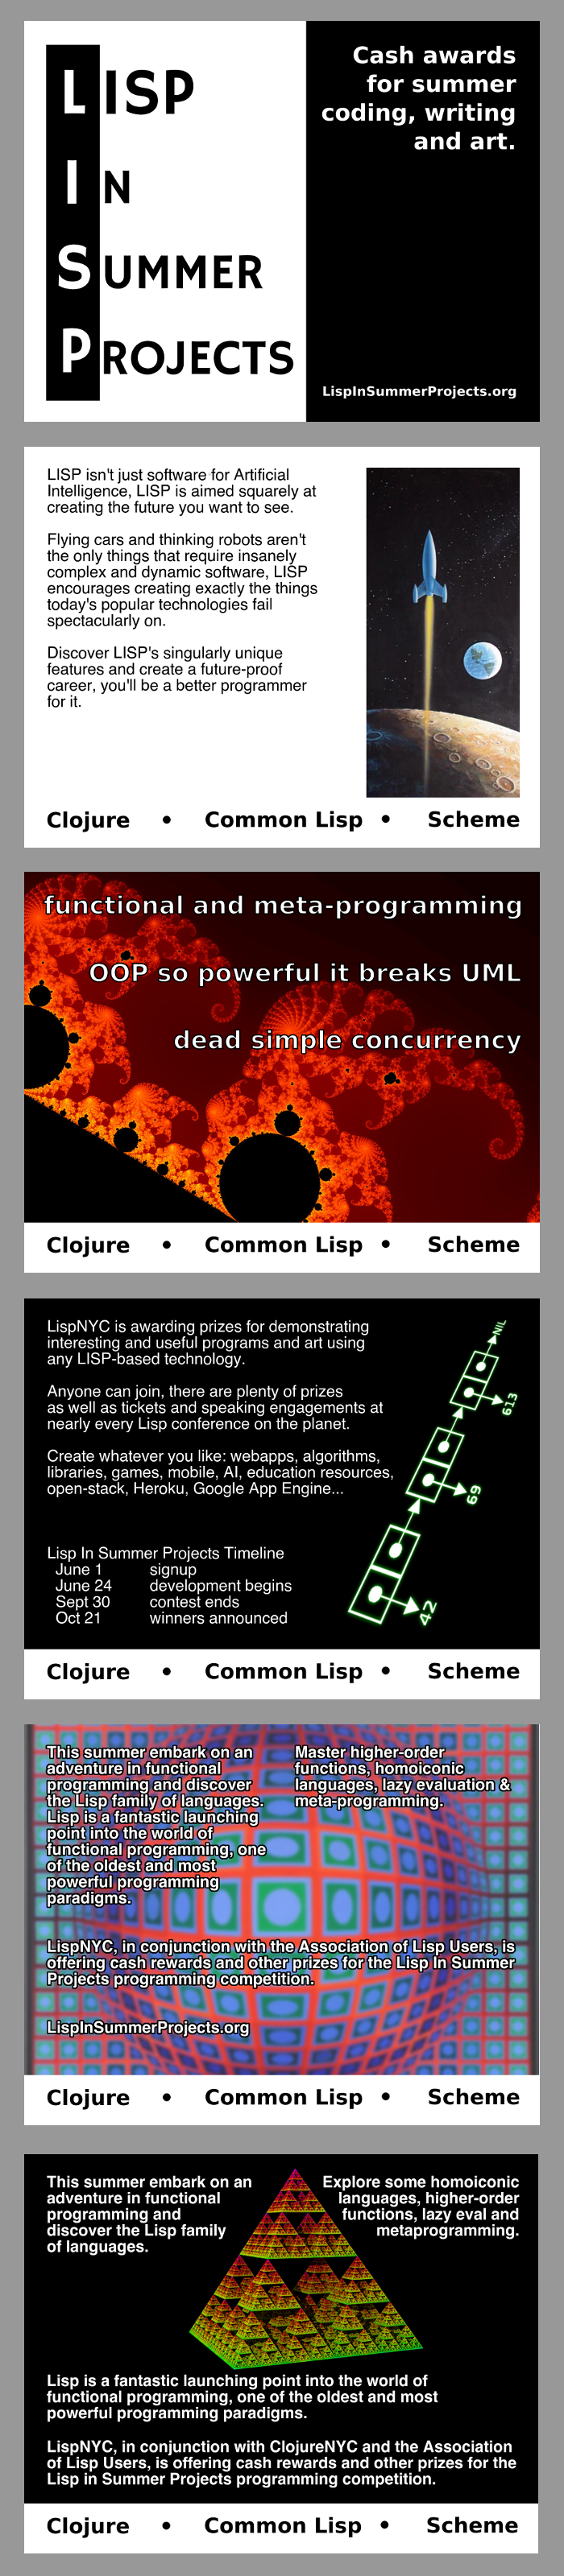 LISP
IN
SUMMER
PROJECTS
Cash awards
for summer
coding, writing
and art.
LispInSummerProjects.org
LISP isn't just software for Artificial
Intelligence, LISP is aimed squarely at
creating the future you want to see.
Flying cars and thinking robots aren't
the only things that require insanely
complex and dynamic software, LISP
encourages creating exactly the things
today's popular technologies fail
spectacularly on.
Discover LISP's singularly unique
features and create a future-proof
career, you'll be a better programmer
for it.
Clojure • Common Lisp • Scheme
functional and meta-programming
OOP so powerful it breaks UML
dead simple concurrency
Clojure • Common Lisp • Scheme
LispNYC is awarding prizes for demonstrating
interesting and useful programs and art using
any LISP-based technology.
Anyone can join, there are plenty of prizes
as well as tickets and speaking engagements at
nearly every Lisp conference on the planet.
Create whatever you like: webapps, algorithms,
libraries, games, mobile, AI, education resources,
open-stack, Heroku, Google App Engine...
NIL
613
69
42
Lisp In Summer Projects Timeline
June 1 signup
June 24 development begins
Sept 30 contest ends
Oct 21 winners announced
Clojure • Common Lisp • Scheme
This summer embark on an
adventure in functional
programming and discover
the Lisp family of languages.
Lisp is a fantastic launching
point into the world of
functional programming, one
of the oldest and most
powerful programming
paradigms.
Master higher-order
functions, homoiconic
languages, lazy evaluation &
meta-programming.
LispNYC, in conjunction with the Association of Lisp Users, is
offering cash rewards and other prizes for the Lisp In Summer
Projects programming competition.
LispInSummerProjects.org
Clojure • Common Lisp • Scheme
This summer embark on an
adventure in functional
programming and
discover the Lisp family
of languages.
Explore some homoiconic
languages, higher-order
functions, lazy eval and
metaprogramming.
Lisp is a fantastic launching point into the world of
functional programming, one of the oldest and most
powerful programming paradigms.
LispNYC, in conjunction with ClojureNYC and the Association
of Lisp Users, is offering cash rewards and other prizes for the
Lisp in Summer Projects programming competition.
Clojure • Common Lisp • Scheme